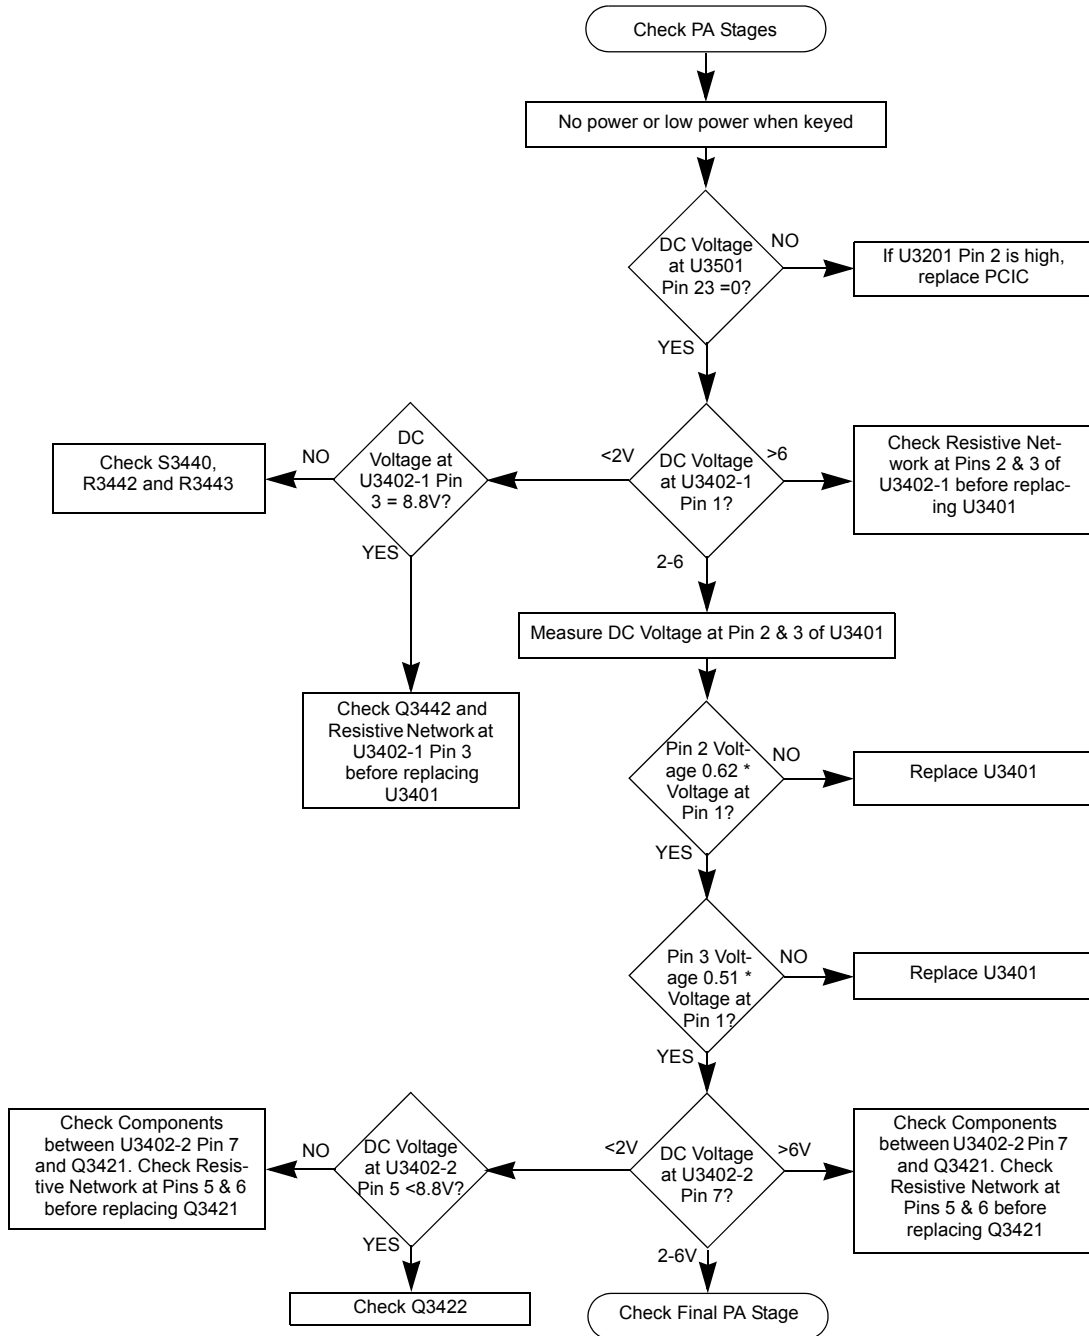 Check PA Stages
No power or low power when keyed
DC Voltage
at U3501
Pin 23 =0?
NO
If U3201 Pin 2 is high,
replace PCIC
YES
DC
Voltage at
U3402-1 Pin
3 = 8.8V?
NO
Check S3440,
R3442 and R3443
<2V
DC Voltage
at U3402-1
Pin 1?
>6
Check Resistive Net-
work at Pins 2 & 3 of
U3402-1 before replac-
ing U3401
YES
2-6
Measure DC Voltage at Pin 2 & 3 of U3401
Check Q3442 and
Resistive Network at
U3402-1 Pin 3
before replacing
U3401
Pin 2 Volt-
age 0.62 *
Voltage at
Pin 1?
NO
Replace U3401
YES
Pin 3 Volt-
age 0.51 *
Voltage at
Pin 1?
NO
Replace U3401
YES
Check Components
between U3402-2 Pin 7
and Q3421. Check Resis-
tive Network at Pins 5 & 6
before replacing Q3421
NO
DC Voltage
at U3402-2
Pin 5 <8.8V?
<2V
DC Voltage
at U3402-2
Pin 7?
>6V
Check Components
between U3402-2 Pin 7
and Q3421. Check
Resistive Network at
Pins 5 & 6 before
replacing Q3421
YES
2-6V
Check Q3422
Check Final PA Stage